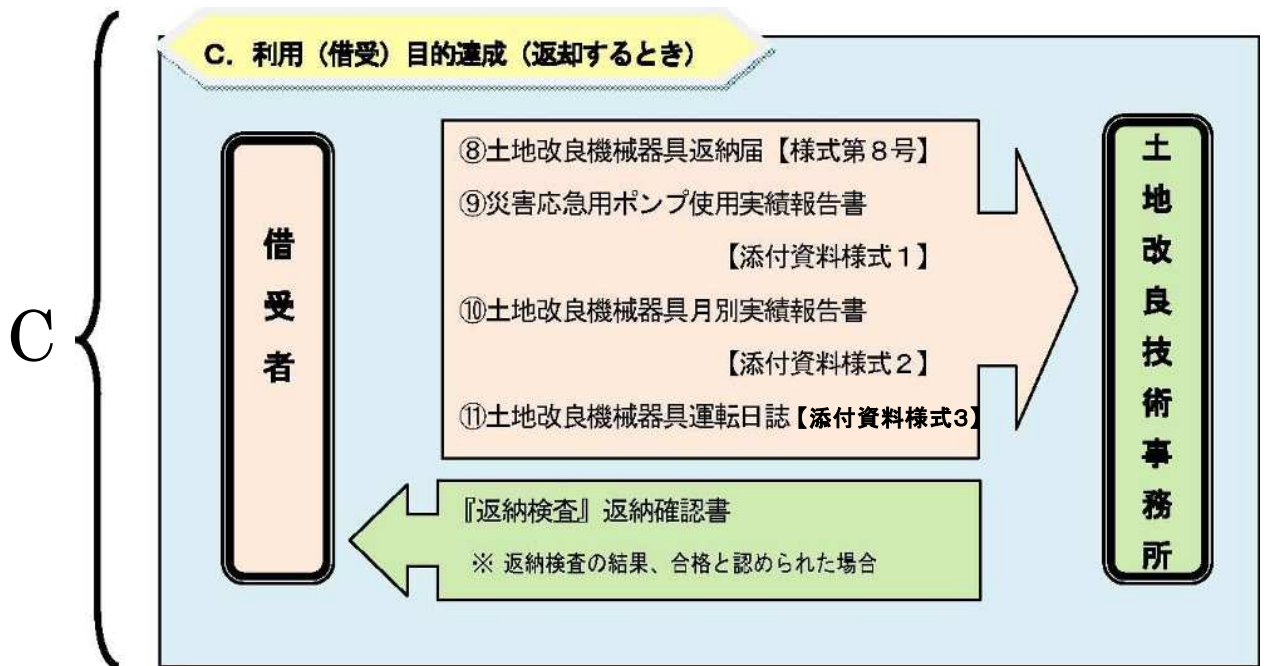 C
C．利用（借受）目的達成（返却するとき）
借受者
⑧土地改良機械器具返納届【様式第８号】
⑨災害応急用ポンプ使用実績報告書
【添付資料様式１】
⑩土地改良機械器具月別実績報告書
【添付資料様式２】
⑪土地改良機械器具運転日誌【添付資料様式3】
『返納検査』返納確認書
※ 返納検査の結果、合格と認められた場合
土地改良技術事務所